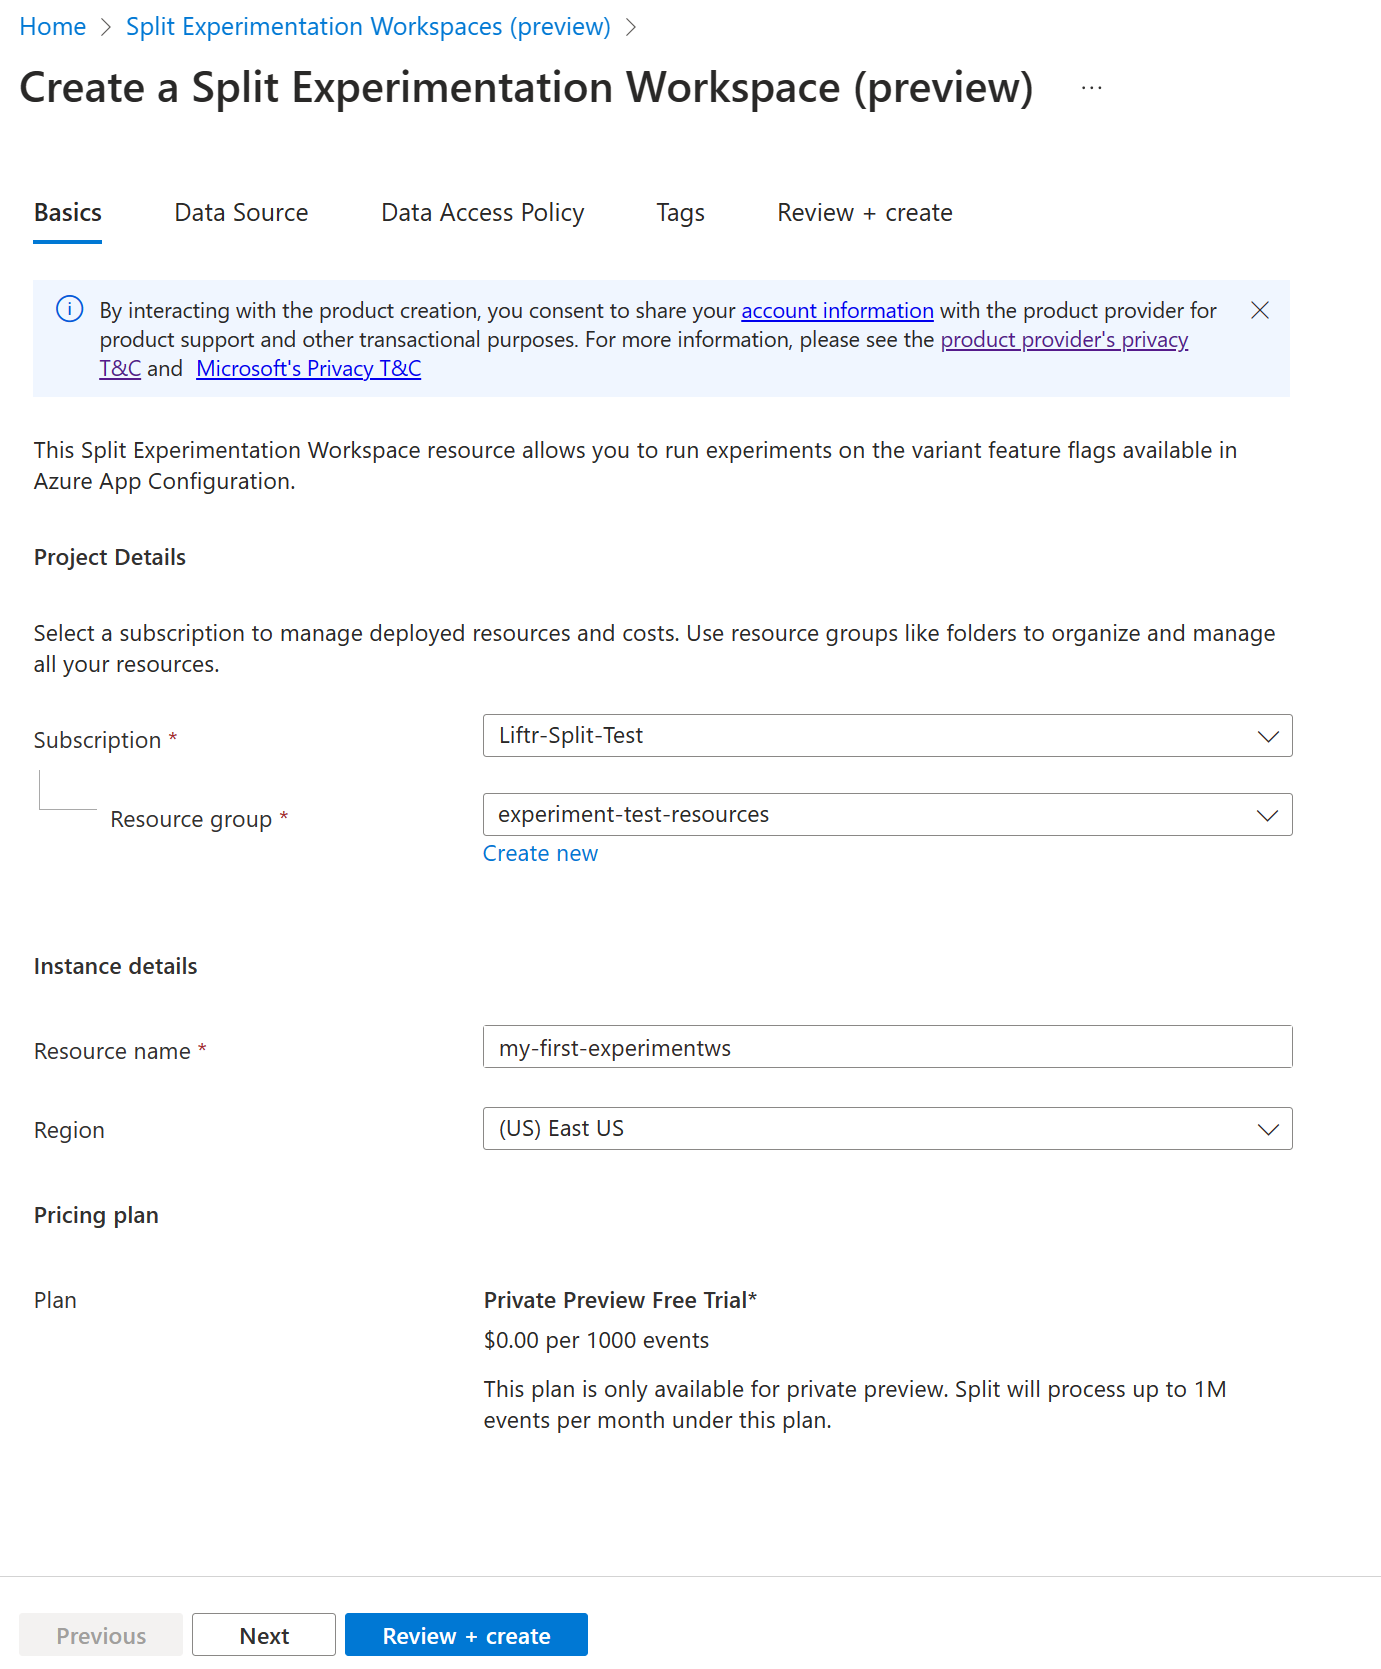 Home > Split Experimentation Workspaces (preview) >
Create a Split Experimentation Workspace (preview) ...
Basics Data Source Data Access Policy Tags Review + create
By interacting with the product creation, you consent to share your account information with the product provider for
product support and other transactional purposes. For more information, please see the product provider's privacy
T&C and Microsoft's Privacy T&C
This Split Experimentation Workspace resource allows you to run experiments on the variant feature flags available in
Azure App Configuration.
Project Details
Select a subscription to manage deployed resources and costs. Use resource groups like folders to organize and manage
all your resources.
Subscription * Liftr-Split-Test
Resource group * experiment-test-resources
Create new
Instance details
Resource name * my-first-experimentws
Region (US) East US
Pricing plan
Plan Private Preview Free Trial*
$0.00 per 1000 events
This plan is only available for private preview. Split will process up to 1M
events per month under this plan.
Previous Next Review + create